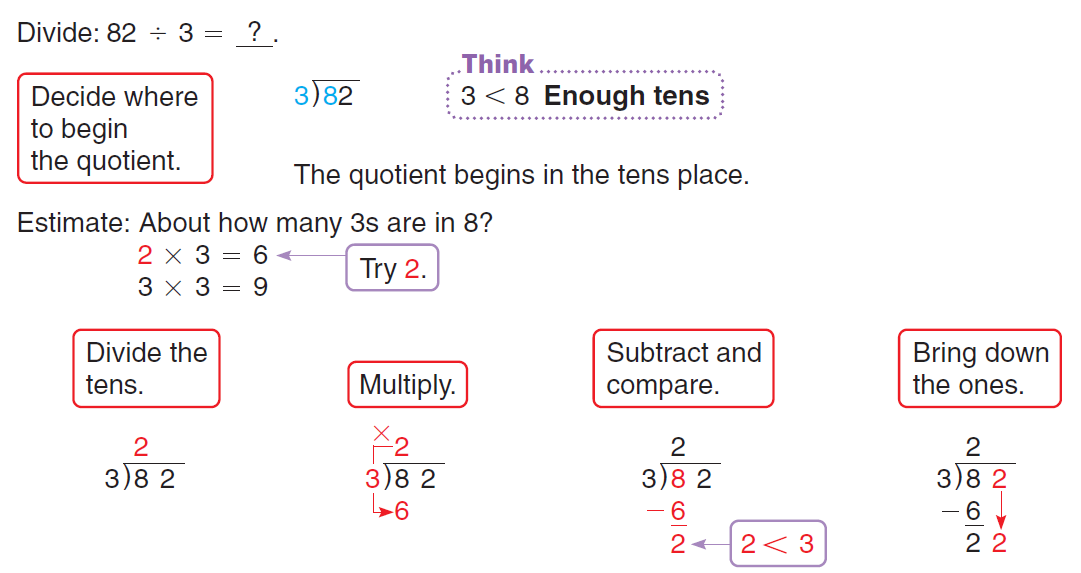 Divide: 82 ÷ 3 = ? .
Decide where
to begin
the quotient.
3)82
Think
3 < 8 Enough tens
The quotient begins in the tens place.
Estimate: About how many 3s are in 8?
2 × 3 = 6
3 × 3 = 9
Try 2.
Divide the
tens.
2
3)8 2
Multiply.
×
2
3)8 2
6
Subtract and
compare.
2
3)8 2
− 6
2
2 < 3
Bring down
the ones.
2
3)8 2
− 6
2 2